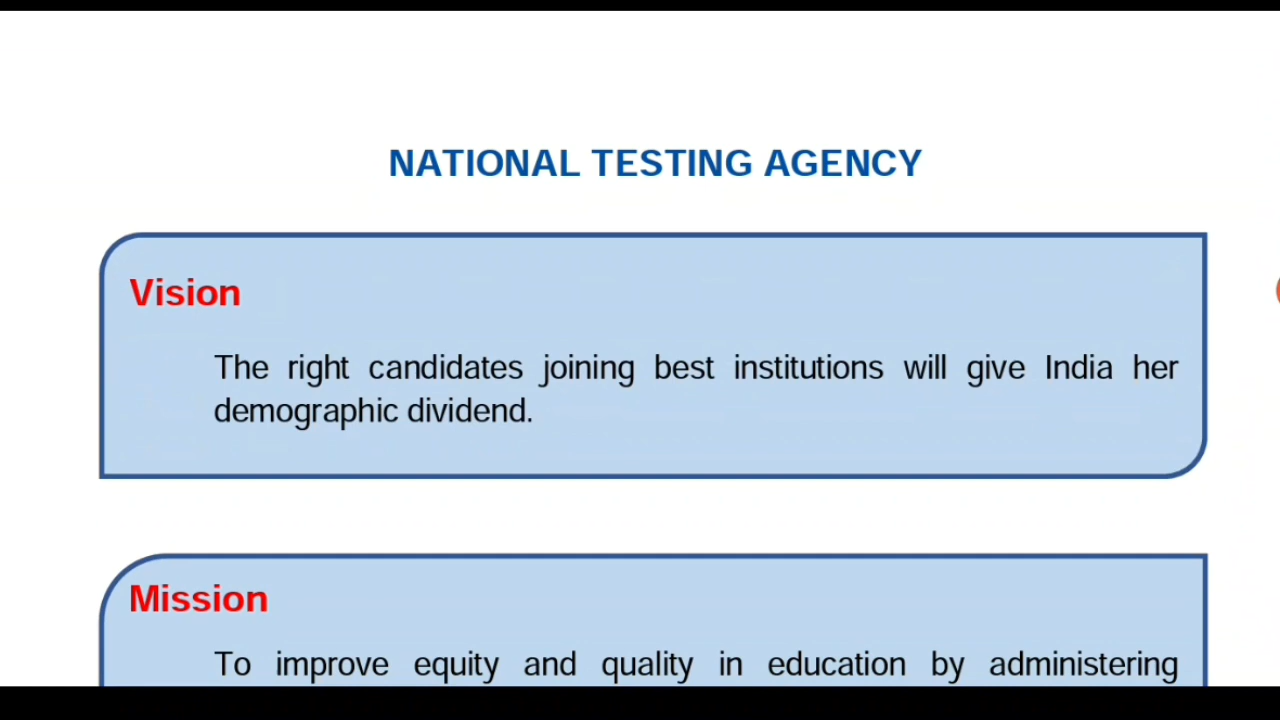 NATIONAL TESTING AGENCY
Vision
The right candidates joining best institutions will give India her
demographic dividend.
Mission
To improve equity and quality in education by administering